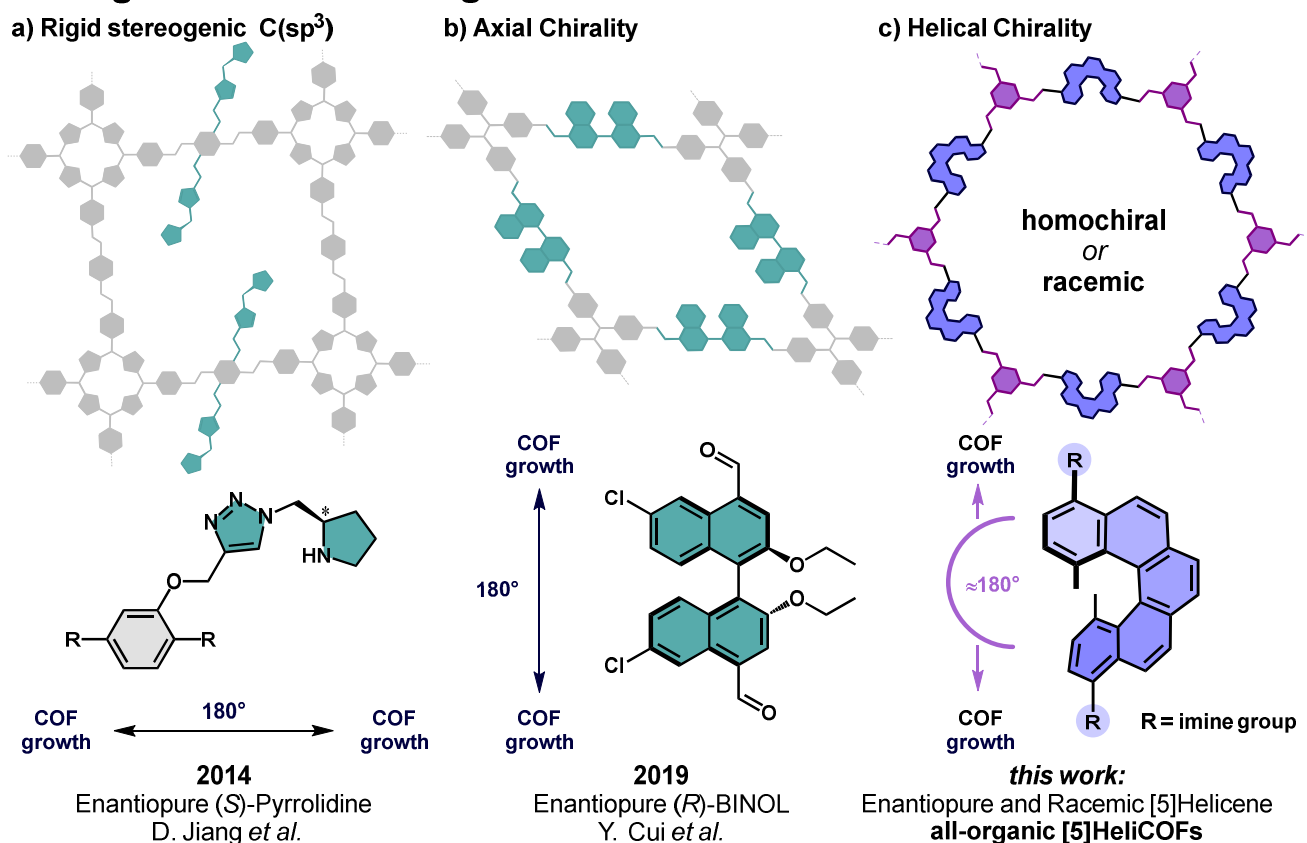 a) Rigid stereogenic C(sp³)
b) Axial Chirality
c) Helical Chirality
homochiral
or
racemic
N
N
N
*
HN
O
R
R
COF
growth
180°
COF
growth
2014
Enantiopure (S)-Pyrrolidine
D. Jiang et al.
COF
growth
180°
COF
growth
O
Cl
O
O
Cl
O
2019
Enantiopure (R)-BINOL
Y. Cui et al.
COF
growth
R
≈180°
COF
growth
R
R = imine group
this work:
Enantiopure and Racemic [5]Helicene
all-organic [5]HeliCOFs